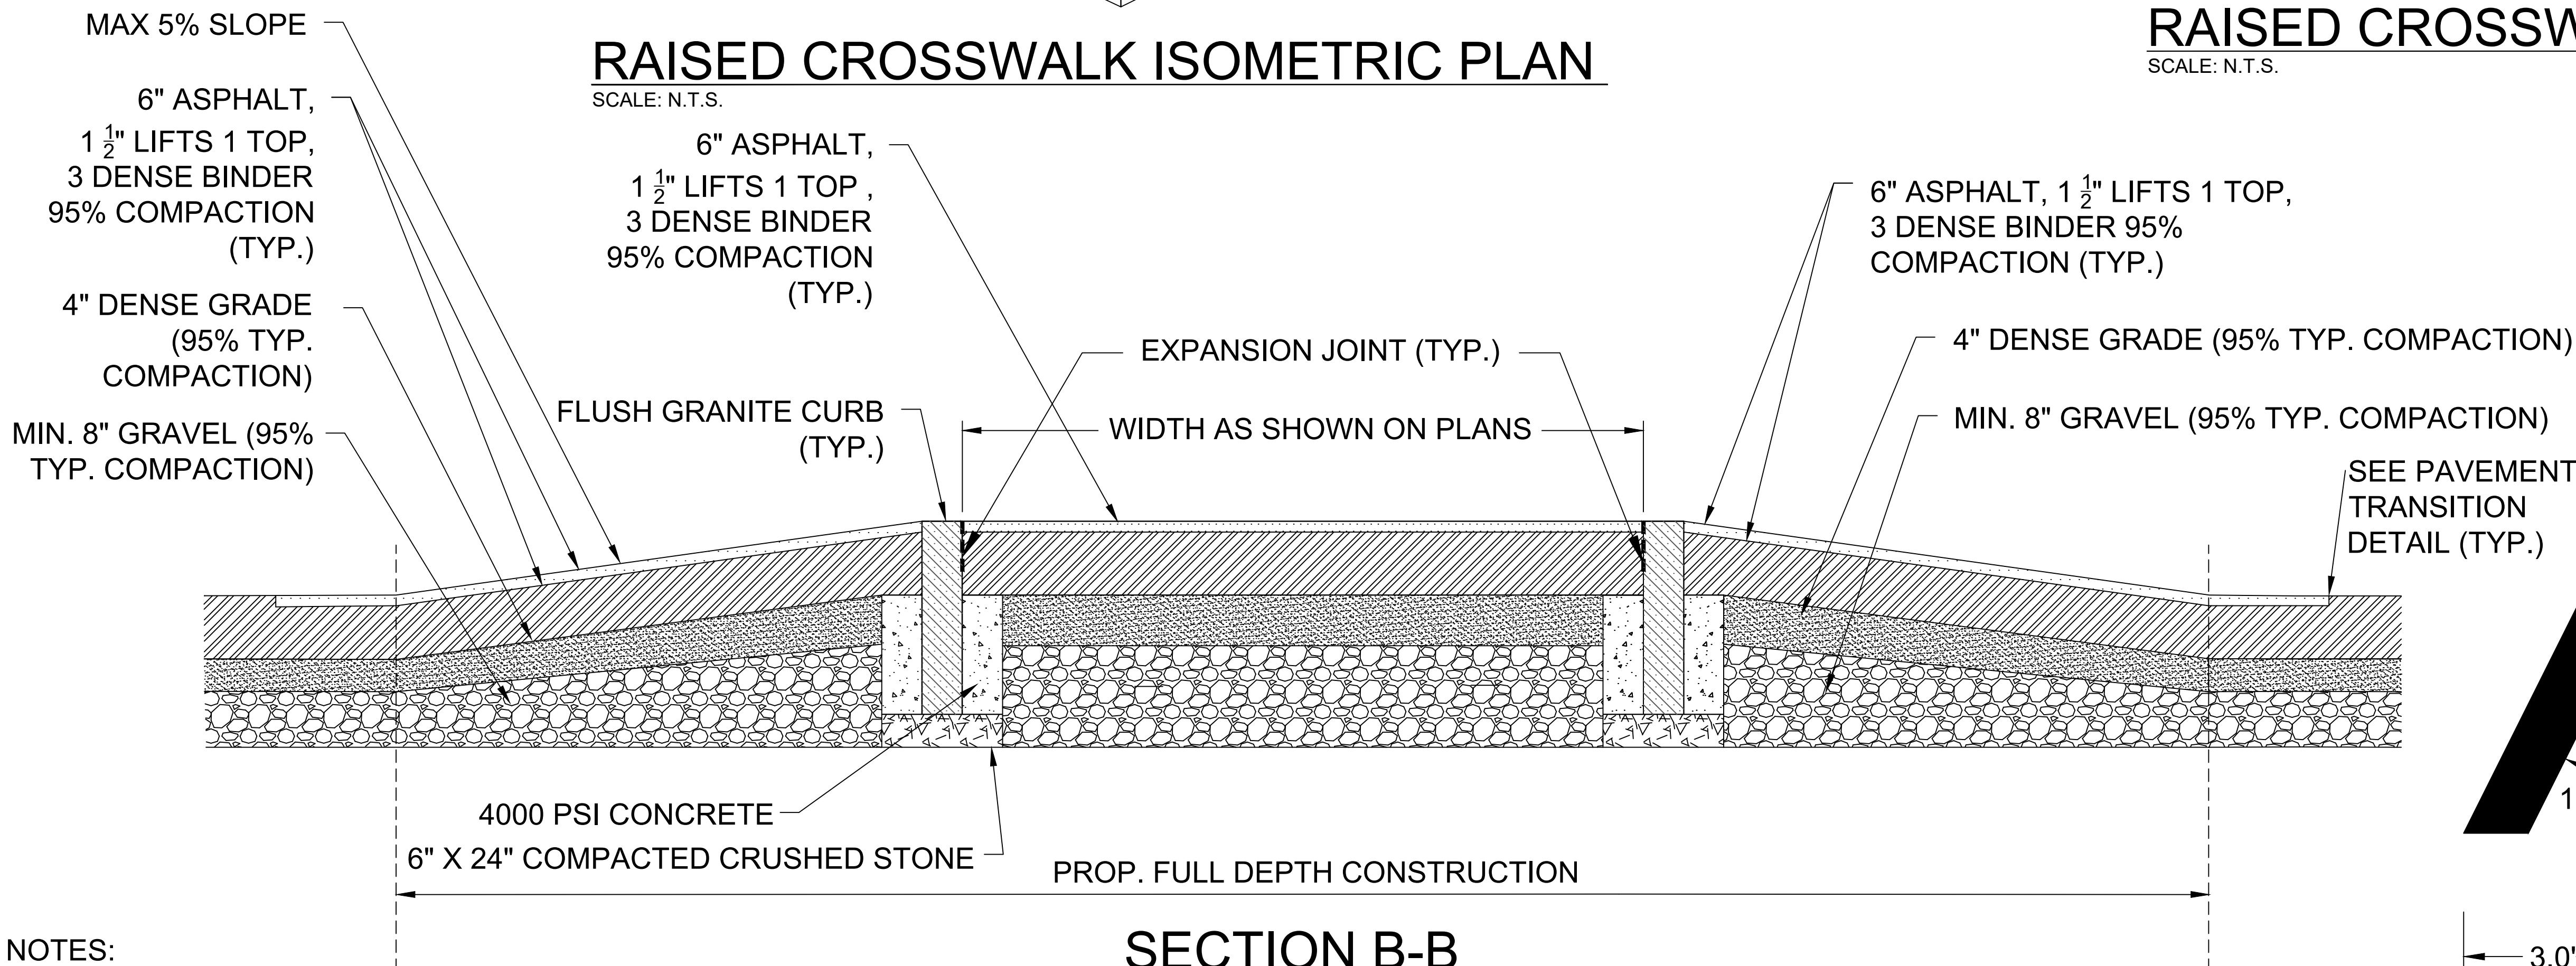 MAX 5% SLOPE
RAISED CROSSWALK ISOMETRIC PLAN
SCALE: N.T.S.
RAISED CROSSW
SCALE: N.T.S.
6" ASPHALT,
1 1/2" LIFTS 1 TOP,
3 DENSE BINDER
95% COMPACTION
(TYP.)
4" DENSE GRADE
(95% TYP.
COMPACTION)
MIN. 8" GRAVEL (95%
TYP. COMPACTION)
6" ASPHALT,
1 1/2" LIFTS 1 TOP ,
3 DENSE BINDER
95% COMPACTION
(TYP.)
FLUSH GRANITE CURB
(TYP.)
EXPANSION JOINT (TYP.)
WIDTH AS SHOWN ON PLANS
6" ASPHALT, 1 1/2" LIFTS 1 TOP,
3 DENSE BINDER 95%
COMPACTION (TYP.)
4" DENSE GRADE (95% TYP. COMPACTION)
MIN. 8" GRAVEL (95% TYP. COMPACTION)
SEE PAVEMENT
TRANSITION
DETAIL (TYP.)
4000 PSI CONCRETE
6" X 24" COMPACTED CRUSHED STONE
PROP. FULL DEPTH CONSTRUCTION
1
3.0'
NOTES:
SECTION B-B